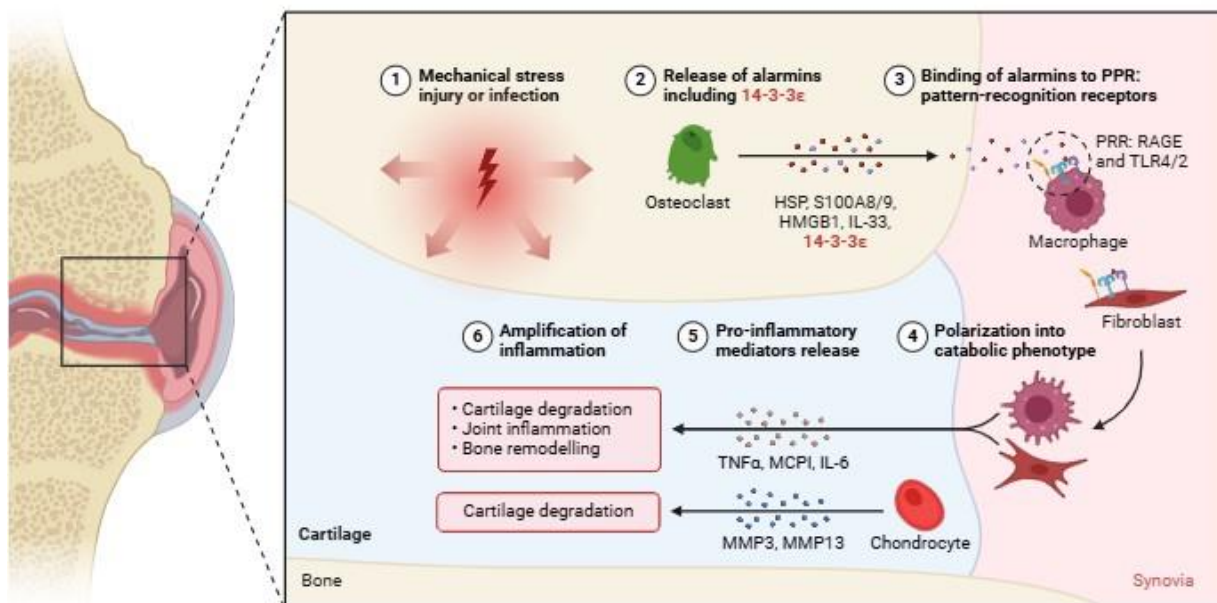 1 Mechanical stress
injury or infection
2 Release of alarmins
including 14-3-3ε
3 Binding of alarmins to PPR:
pattern-recognition receptors
PRR: RAGE
and TLR4/2
Osteoclast
HSP, S100A8/9,
HMGB1, IL-33,
14-3-3ε
Macrophage
Fibroblast
6 Amplification of
inflammation
5 Pro-inflammatory
mediators release
4 Polarization into
catabolic phenotype
• Cartilage degradation
• Joint inflammation
• Bone remodelling
TNFα, MCPI, IL-6
Cartilage degradation
MMP3, MMP13
Chondrocyte
Cartilage
Bone
Synovia